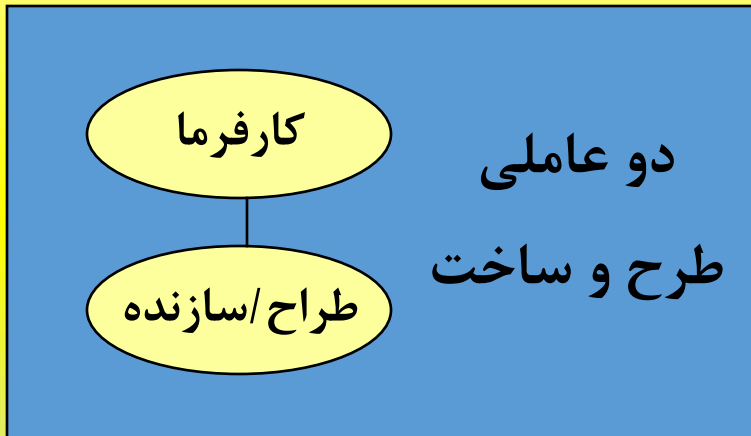 دو عاملی
طرح و ساخت
کارفرما
طراح/سازنده